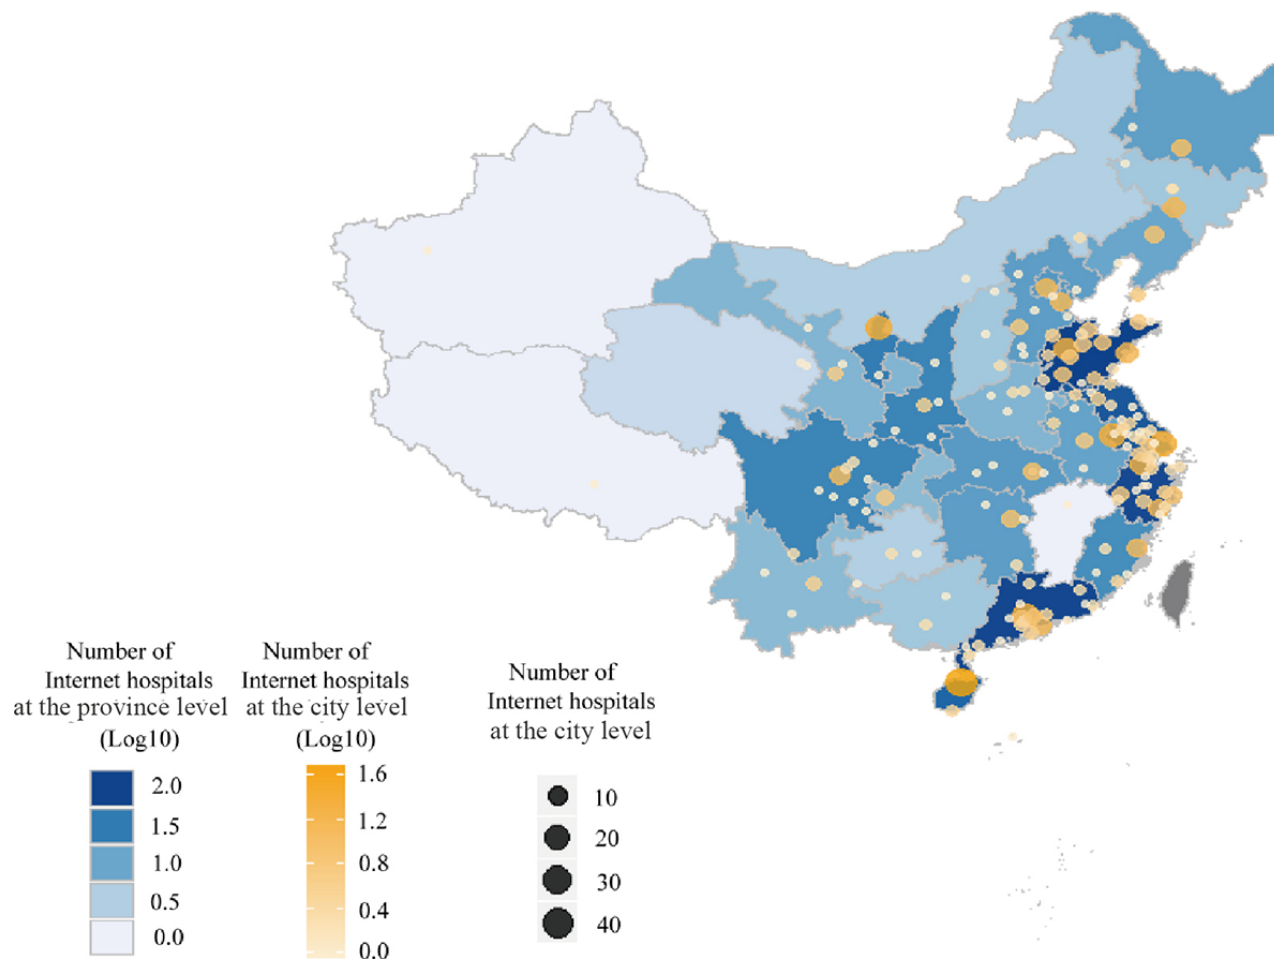 Number of
Internet hospitals
at the province level
(Log10)
2.0
1.5
1.0
0.5
0.0
Number of
Internet hospitals
at the city level
(Log10)
1.6
1.2
0.8
0.4
0.0
Number of
Internet hospitals
at the city level
10
20
30
40